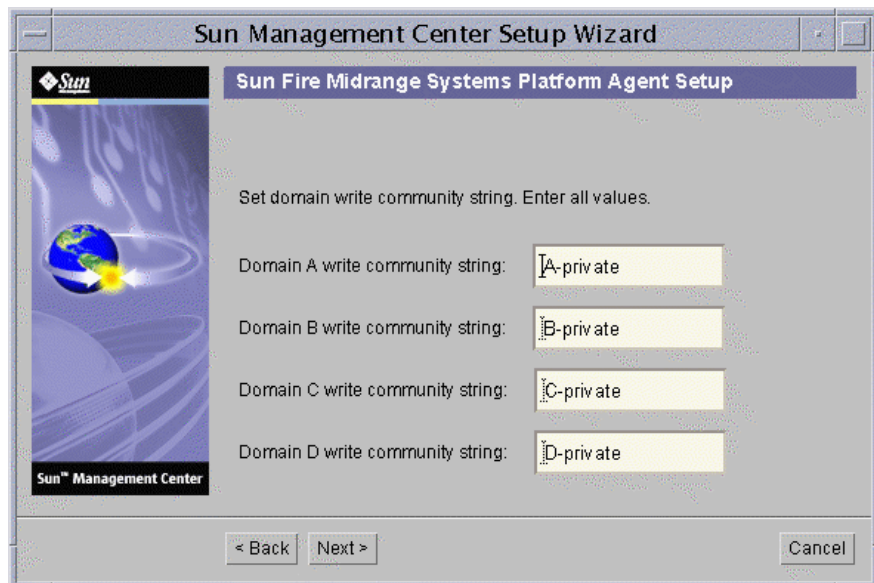 Sun Management Center Setup Wizard
Sun
Sun Fire Midrange Systems Platform Agent Setup
Set domain write community string. Enter all values.
Domain A write community string: A-private
Domain B write community string: B-private
Domain C write community string: C-private
Domain D write community string: D-private
Sun™ Management Center
< Back Next > Cancel